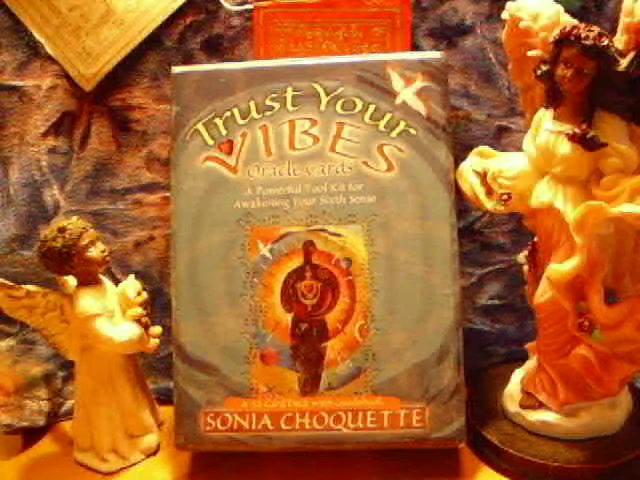 Trust Your
VIBES
Oracle Cards
A Powerful Tool Kit for
Awakening Your Sixth Sense
SONIA CHOQUETTE